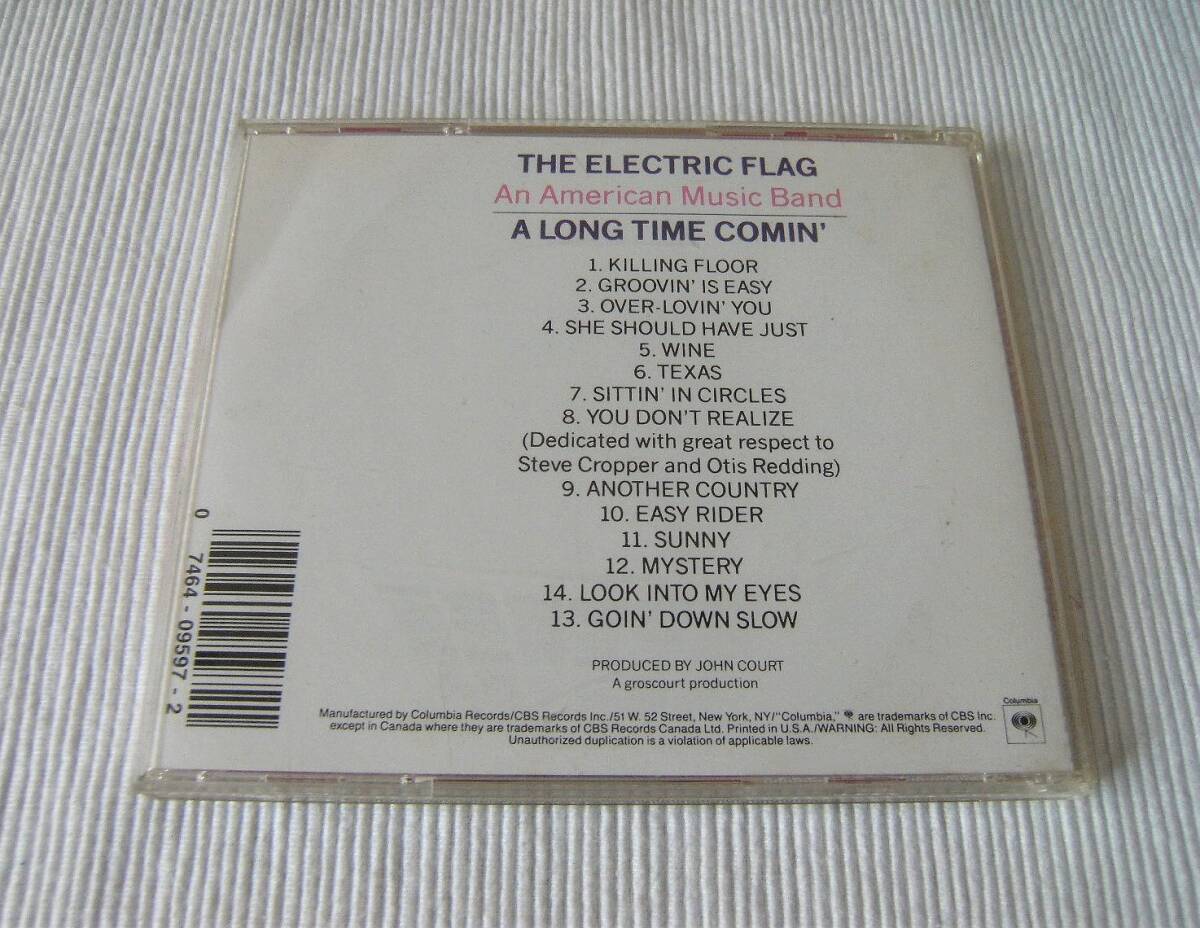 THE ELECTRIC FLAG
An American Music Band
A LONG TIME COMIN'
1. KILLING FLOOR
2. GROOVIN' IS EASY
3. OVER-LOVIN' YOU
4. SHE SHOULD HAVE JUST
5. WINE
6. TEXAS
7. SITTIN' IN CIRCLES
8. YOU DON'T REALIZE
(Dedicated with great respect to
Steve Cropper and Otis Redding)
9. ANOTHER COUNTRY
10. EASY RIDER
11. SUNNY
12. MYSTERY
14. LOOK INTO MY EYES
13. GOIN' DOWN SLOW
PRODUCED BY JOHN COURT
A groscourt production
Manufactured by Columbia Records/CBS Records Inc./51 W. 52 Street, New York, NY/"Columbia," are trademarks of CBS Inc.
except in Canada where they are trademarks of CBS Records Canada Ltd. Printed in U.S.A./WARNING: All Rights Reserved.
Unauthorized duplication is a violation of applicable laws.
Columbia
0 7464-09597-2